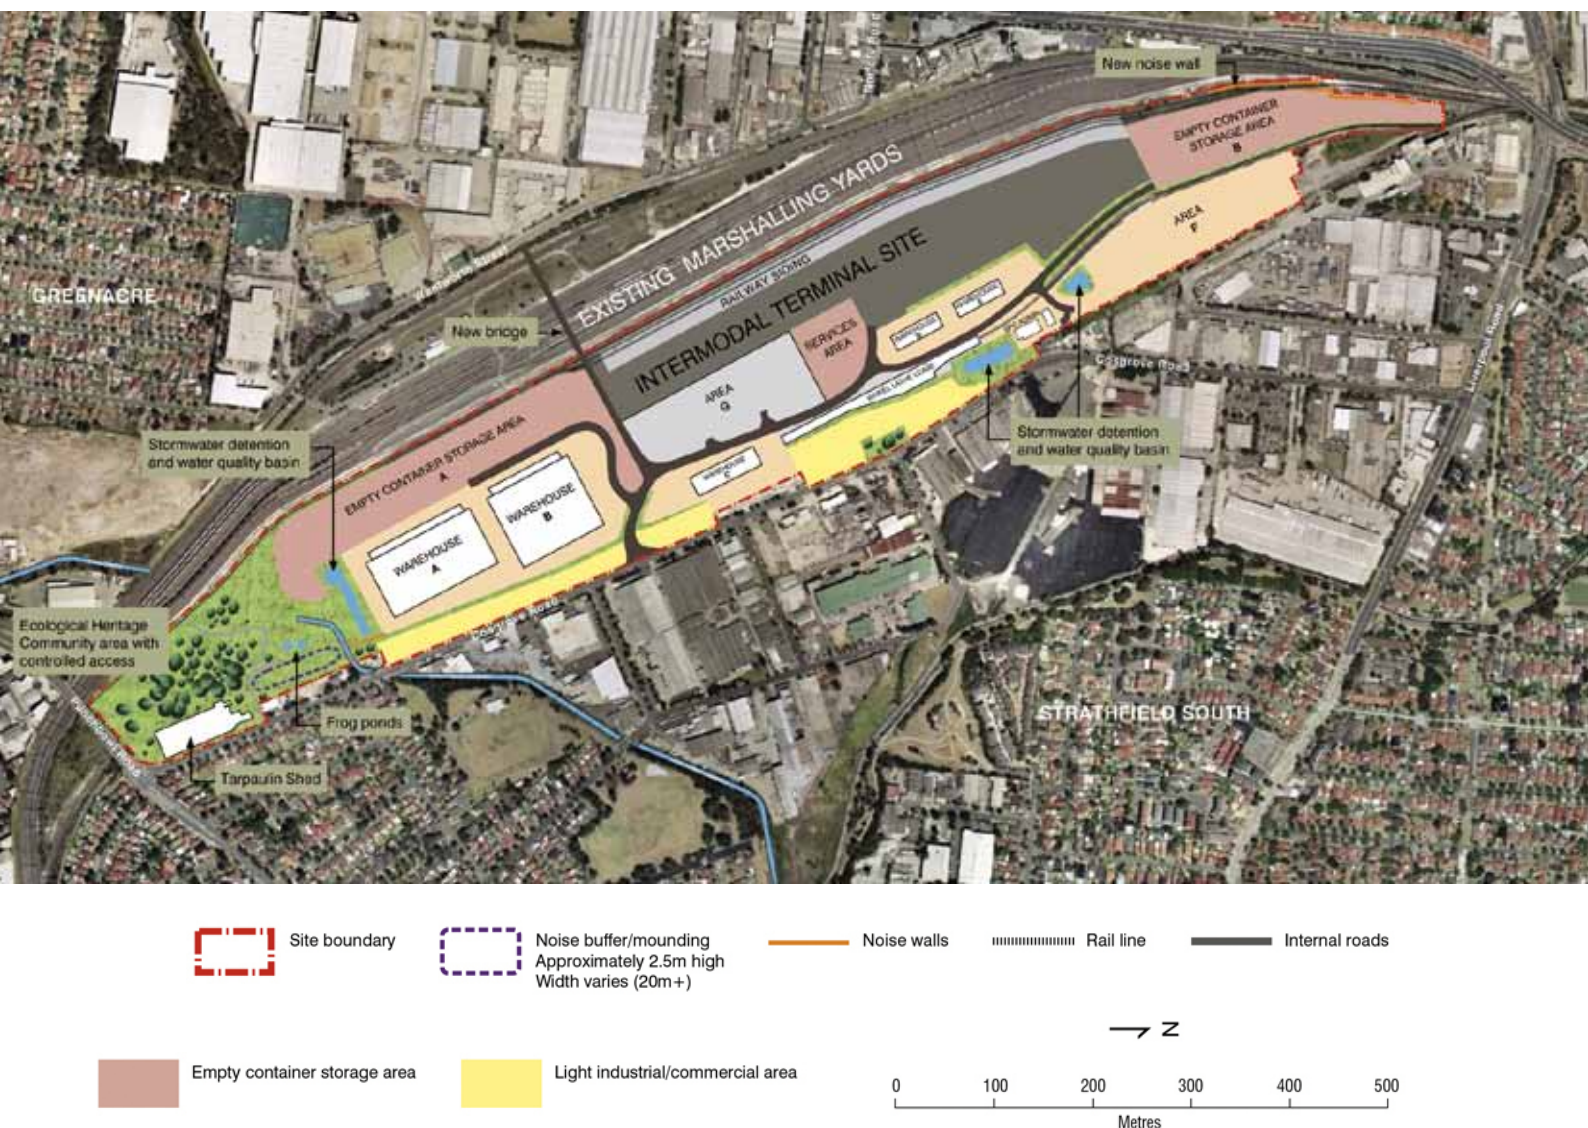 New noise wall
EMPTY CONTAINER
STORAGE AREA
B
EXISTING MARSHALLING YARDS
AREA
F
RAILWAY SIDING
GREENACRE
INTERMODAL TERMINAL SITE
New bridge
SERVICES
AREA
Cosgrove Road
Liverpool Road
AREA
G
Stormwater detention
and water quality basin
Stormwater detention
and water quality basin
EMPTY CONTAINER STORAGE AREA
A
WAREHOUSE
C
WAREHOUSE
B
WAREHOUSE
A
Cosgrove Road
Ecological Heritage
Community area with
controlled access
Frog ponds
STRATHFIELD SOUTH
Tarpaulin Shed
Site boundary
Noise buffer/mounding
Approximately 2.5m high
Width varies (20m+)
Noise walls
Rail line
Internal roads
N
Empty container storage area
Light industrial/commercial area
0 100 200 300 400 500
Metres